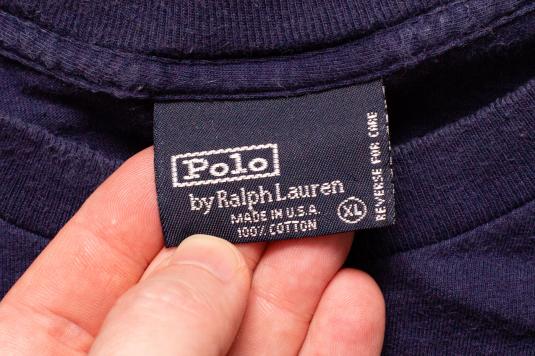 Polo
by Ralph Lauren
MADE IN U.S.A.
100% COTTON
XL
REVERSE FOR CARE